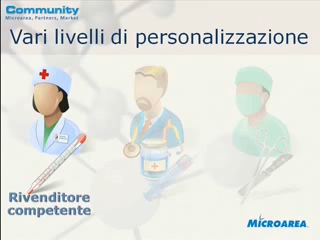 Community
Microarea, Partners, Market
Vari livelli di personalizzazione
Rivenditore
competente
MICROAREA